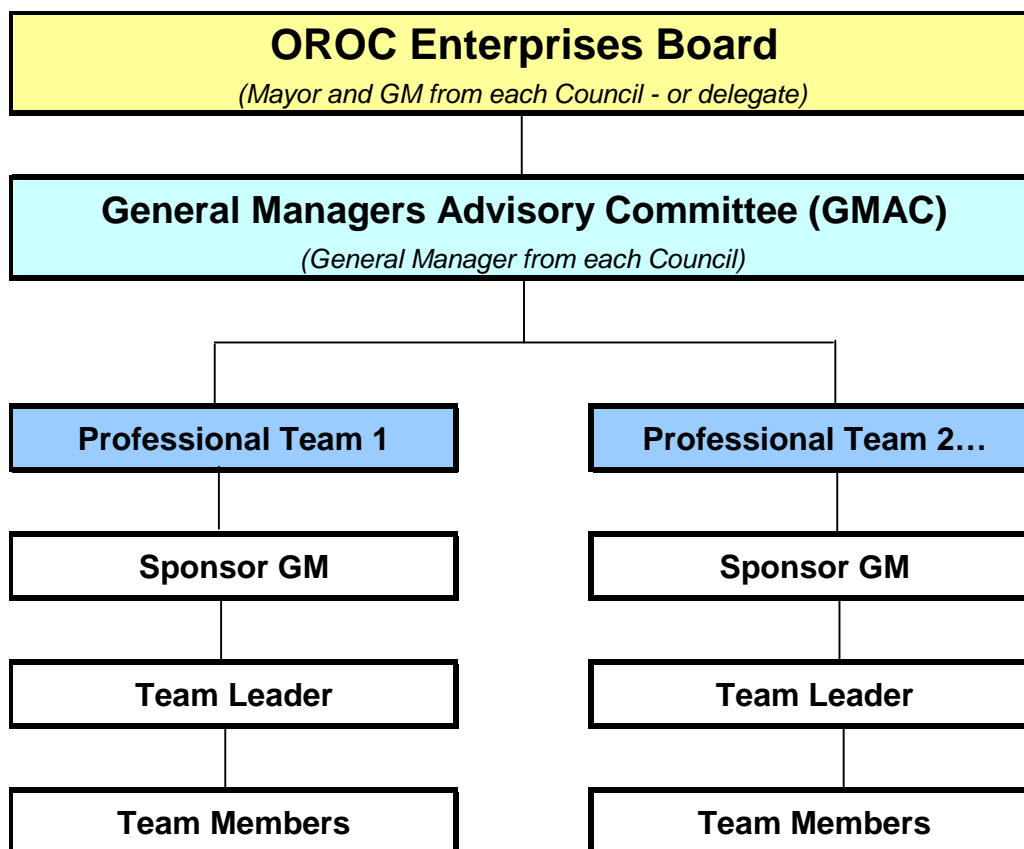 OROC Enterprises Board
(Mayor and GM from each Council - or delegate)
General Managers Advisory Committee (GMAC)
(General Manager from each Council)
Professional Team 1
Professional Team 2…
Sponsor GM
Sponsor GM
Team Leader
Team Leader
Team Members
Team Members